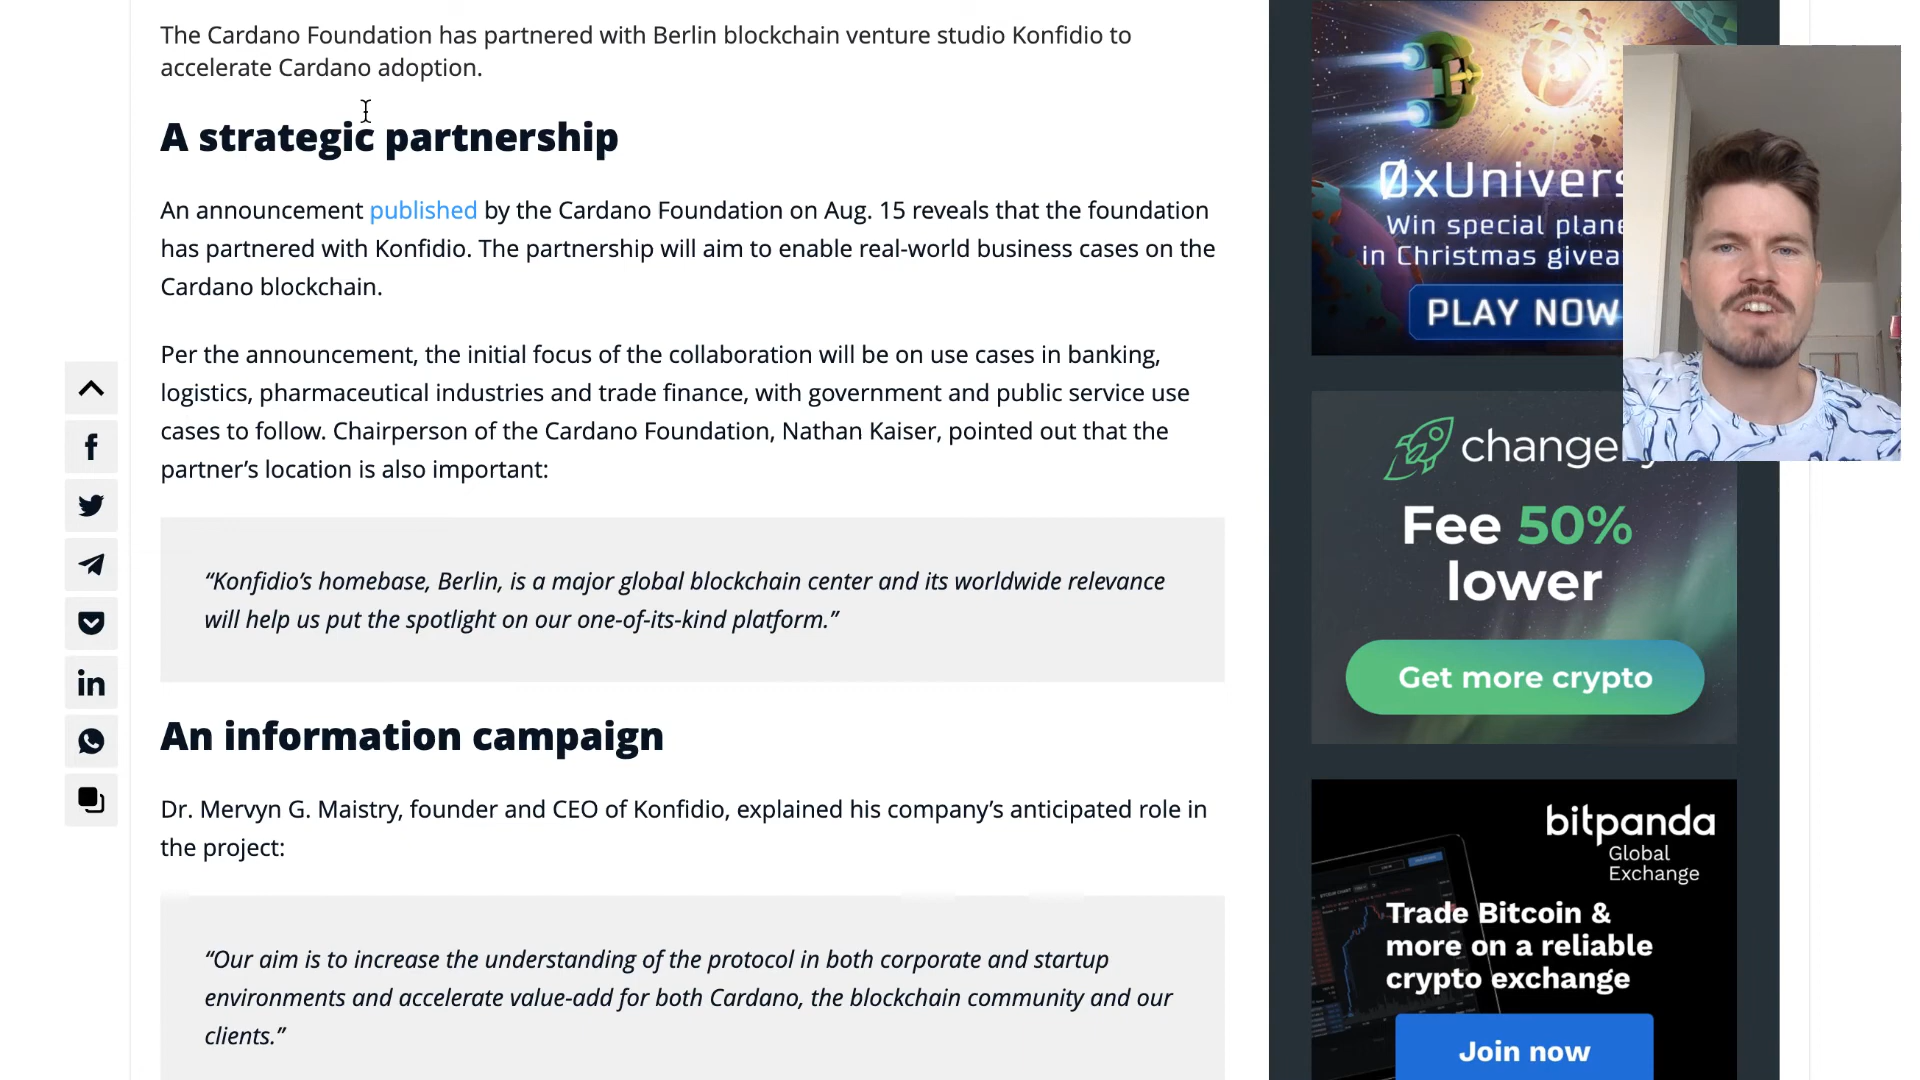 The Cardano Foundation has partnered with Berlin blockchain venture studio Konfidio to
accelerate Cardano adoption.
A strategic partnership
An announcement published by the Cardano Foundation on Aug. 15 reveals that the foundation
has partnered with Konfidio. The partnership will aim to enable real-world business cases on the
Cardano blockchain.
Per the announcement, the initial focus of the collaboration will be on use cases in banking,
logistics, pharmaceutical industries and trade finance, with government and public service use
cases to follow. Chairperson of the Cardano Foundation, Nathan Kaiser, pointed out that the
partner’s location is also important:
“Konfidio’s homebase, Berlin, is a major global blockchain center and its worldwide relevance
will help us put the spotlight on our one-of-its-kind platform.”
An information campaign
Dr. Mervyn G. Maistry, founder and CEO of Konfidio, explained his company’s anticipated role in
the project:
“Our aim is to increase the understanding of the protocol in both corporate and startup
environments and accelerate value-add for both Cardano, the blockchain community and our
clients.”
0xUnivers
Win special plane
in Christmas givea
PLAY NOW
change
Fee 50%
lower
Get more crypto
bitpanda
Global
Exchange
Trade Bitcoin &
more on a reliable
crypto exchange
Join now